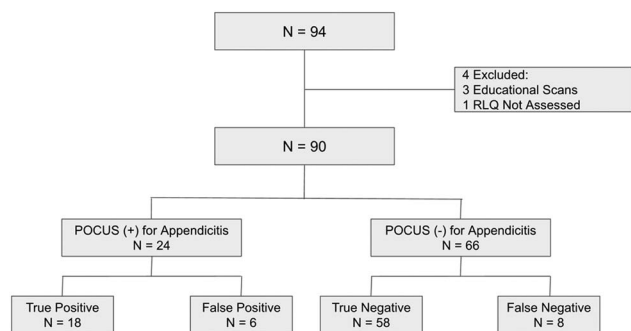 N = 94
4 Excluded:
3 Educational Scans
1 RLQ Not Assessed
N = 90
POCUS (+) for Appendicitis
N = 24
POCUS (-) for Appendicitis
N = 66
True Positive
N = 18
False Positive
N = 6
True Negative
N = 58
False Negative
N = 8